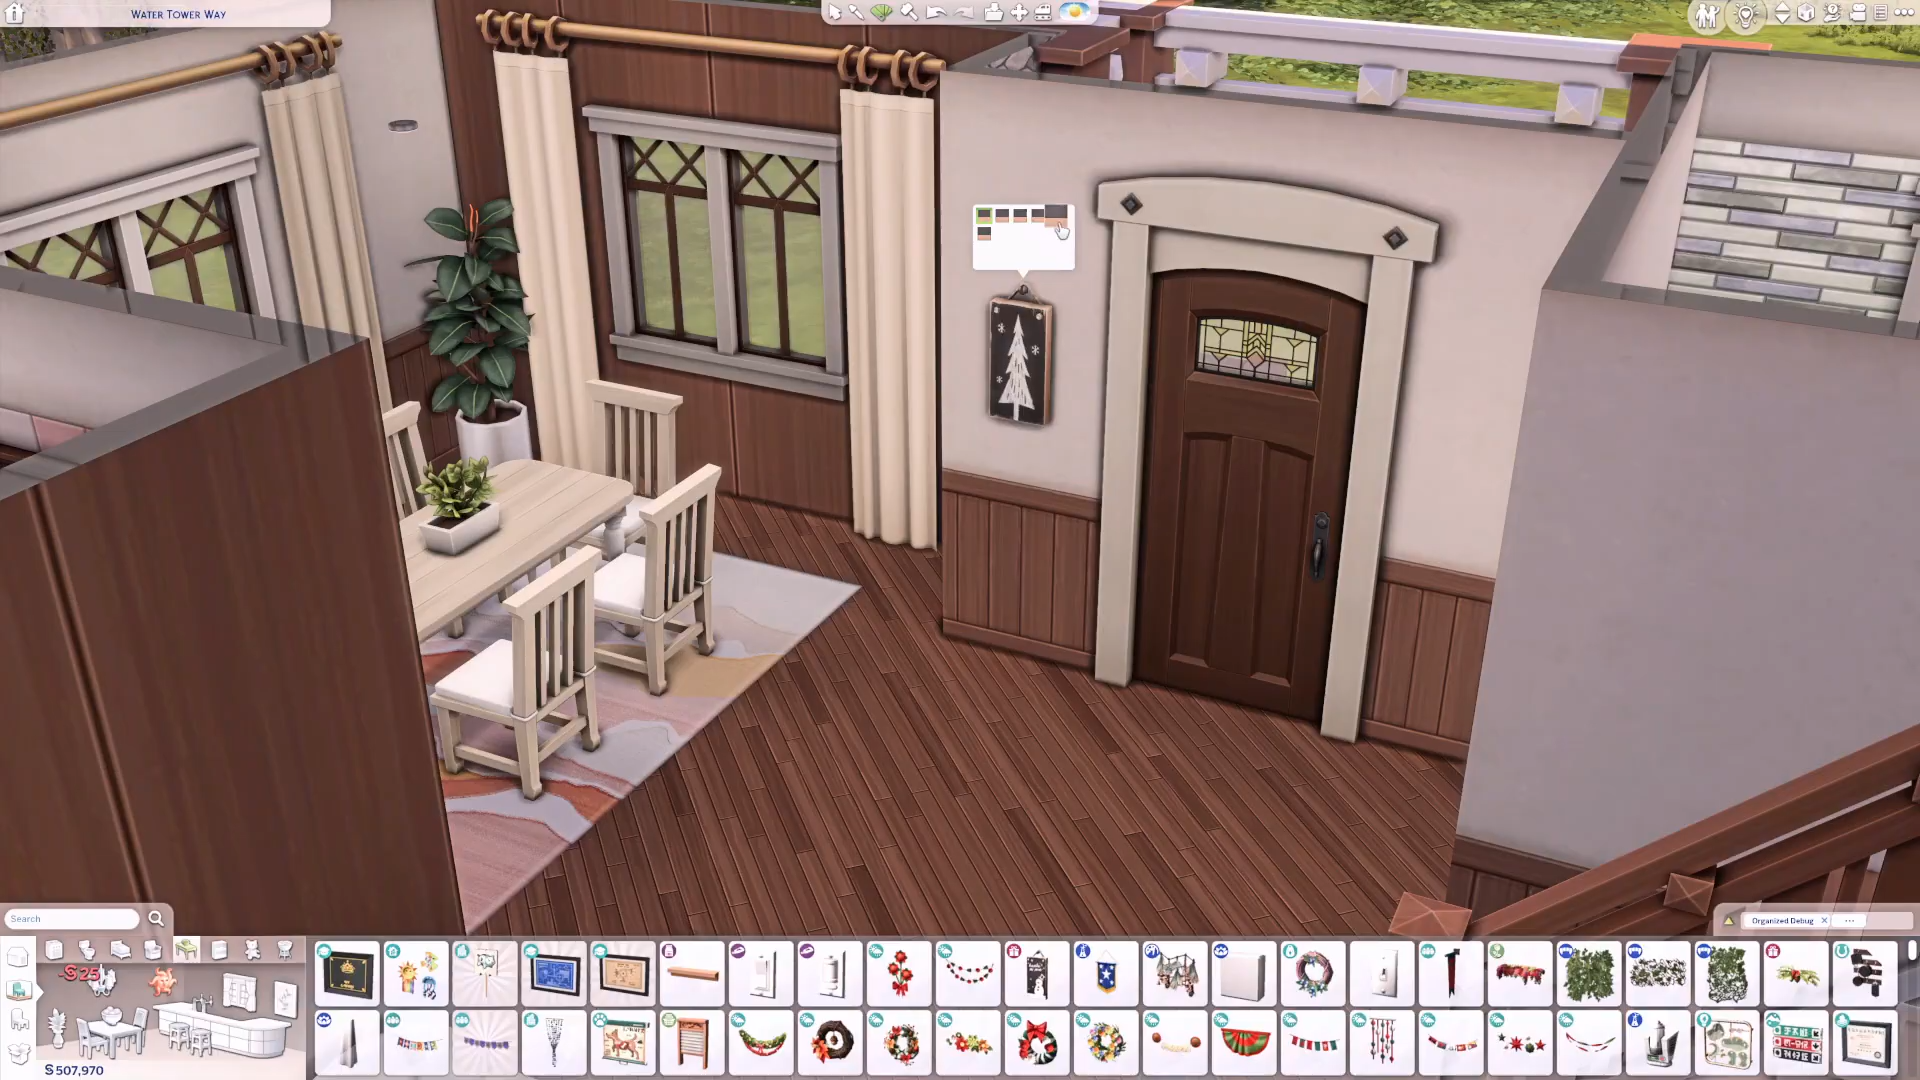 WATER TOWER WAY
Search
Organized Debug
-§25
§507,970